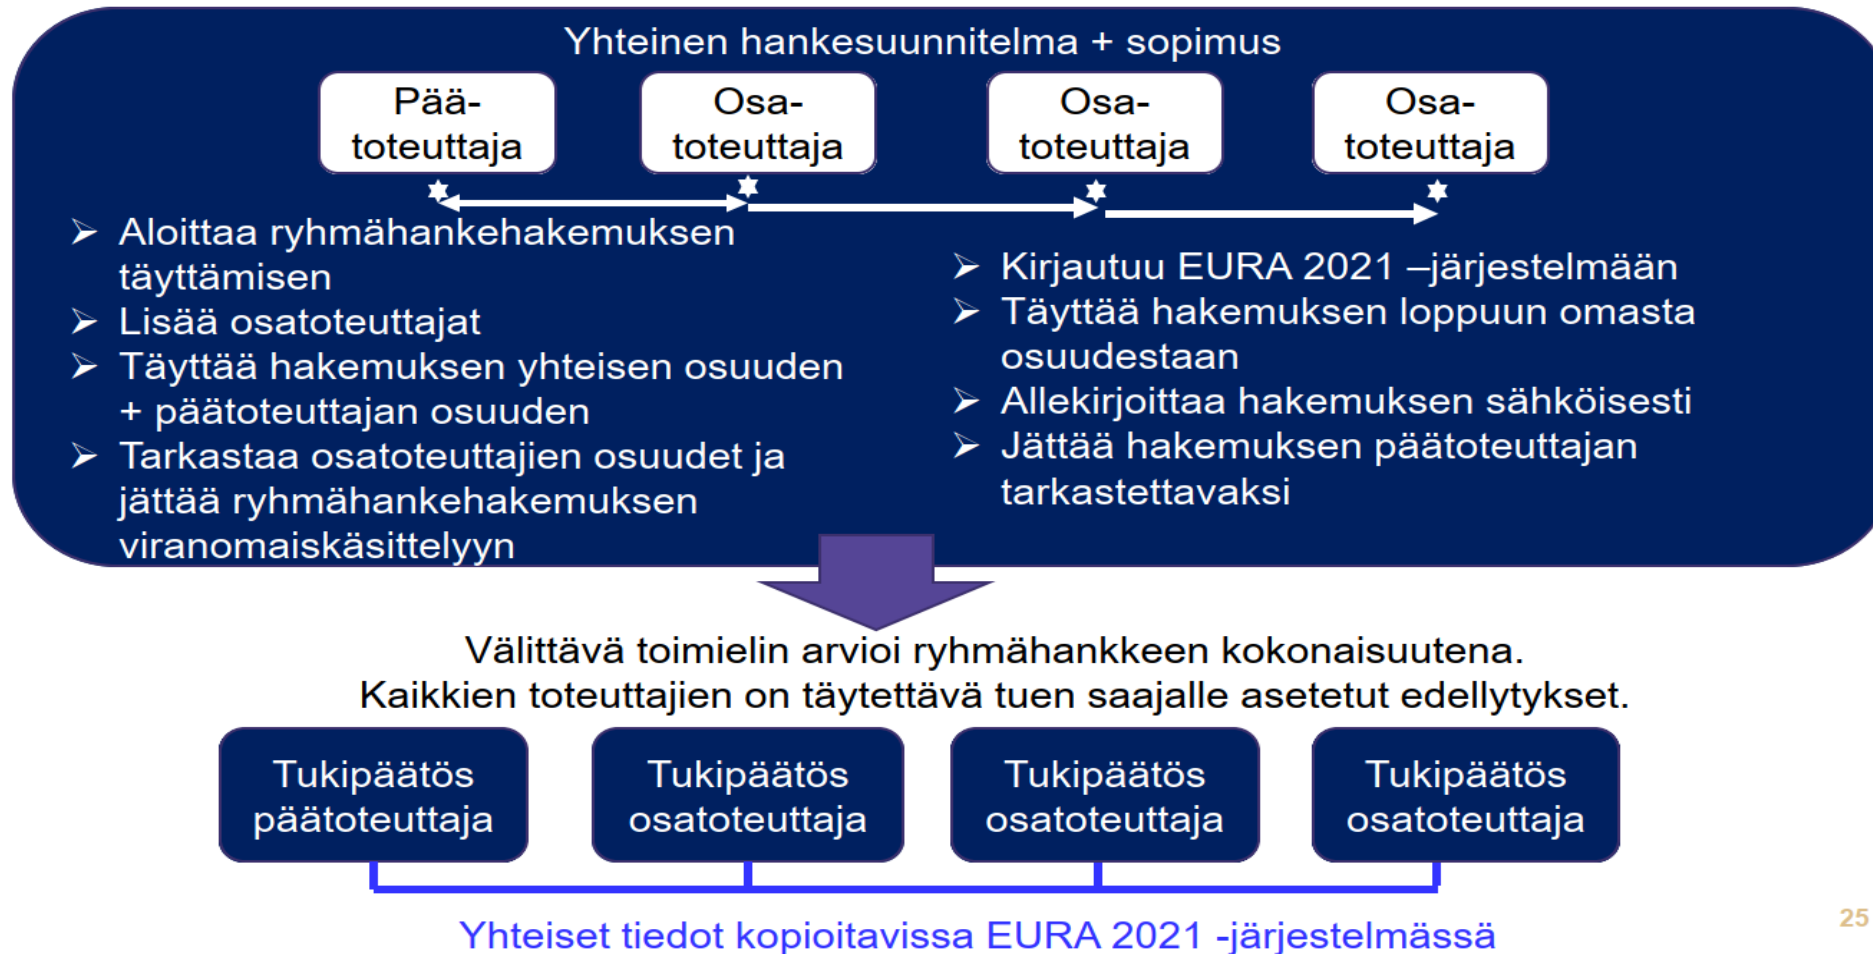 Yhteinen hankesuunnitelma + sopimus
Pää-
toteuttaja
Osa-
toteuttaja
Osa-
toteuttaja
Osa-
toteuttaja
➢ Aloittaa ryhmähankehakemuksen
täyttämisen
➢ Lisää osatoteuttajat
➢ Täyttää hakemuksen yhteisen osuuden
+ päätoteuttajan osuuden
➢ Tarkastaa osatoteuttajien osuudet ja
jättää ryhmähankehakemuksen
viranomaiskäsittelyyn
➢ Kirjautuu EURA 2021 –järjestelmään
➢ Täyttää hakemuksen loppuun omasta
osuudestaan
➢ Allekirjoittaa hakemuksen sähköisesti
➢ Jättää hakemuksen päätoteuttajan
tarkastettavaksi
Välittävä toimielin arvioi ryhmähankkeen kokonaisuutena.
Kaikkien toteuttajien on täytettävä tuen saajalle asetetut edellytykset.
Tukipäätös
päätoteuttaja
Tukipäätös
osatoteuttaja
Tukipäätös
osatoteuttaja
Tukipäätös
osatoteuttaja
Yhteiset tiedot kopioitavissa EURA 2021 -järjestelmässä
25